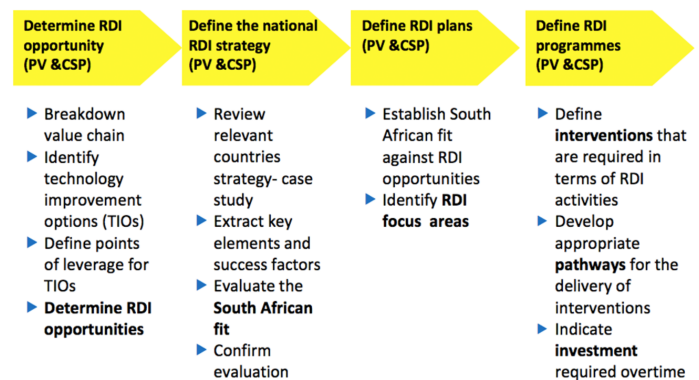 Determine RDI
opportunity
(PV &CSP)
Define the national
RDI strategy
(PV &CSP)
Define RDI plans
(PV &CSP)
Define RDI
programmes
(PV &CSP)
Breakdown
value chain
Identify
technology
improvement
options (TIOs)
Define points
of leverage for
TIOs
Determine RDI
opportunities
Review
relevant
countries
strategy- case
study
Extract key
elements and
success factors
Evaluate the
South African
fit
Confirm
evaluation
Establish South
African fit
against RDI
opportunities
Identify RDI
focus areas
Define
interventions that
are required in
terms of RDI
activities
Develop
appropriate
pathways for the
delivery of
interventions
Indicate
investment
required overtime